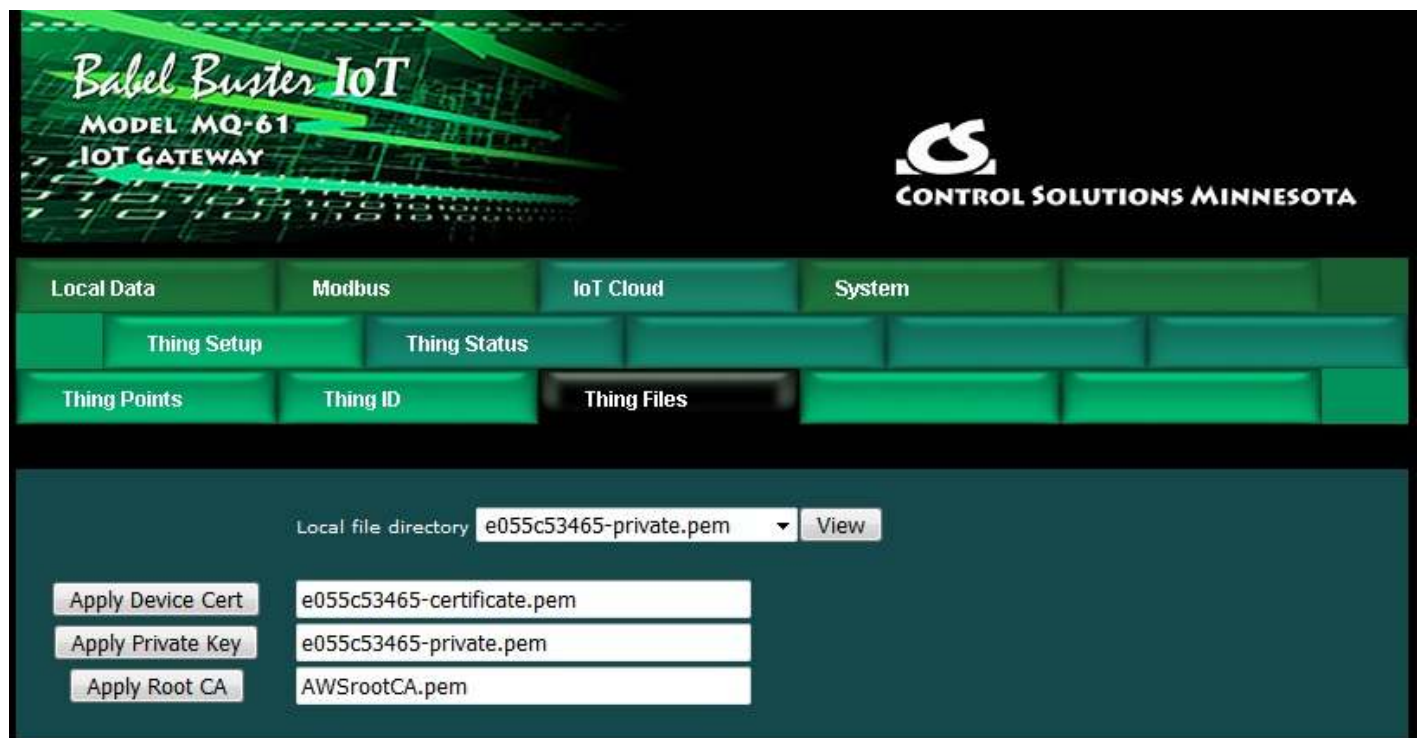 Babel Buster IoT
MODEL MQ-61
IOT GATEWAY
CS
CONTROL SOLUTIONS MINNESOTA
Local Data Modbus IoT Cloud System
Thing Setup Thing Status
Thing Points Thing ID Thing Files
Local file directory e055c53465-private.pem View
Apply Device Cert e055c53465-certificate.pem
Apply Private Key e055c53465-private.pem
Apply Root CA AWSrootCA.pem